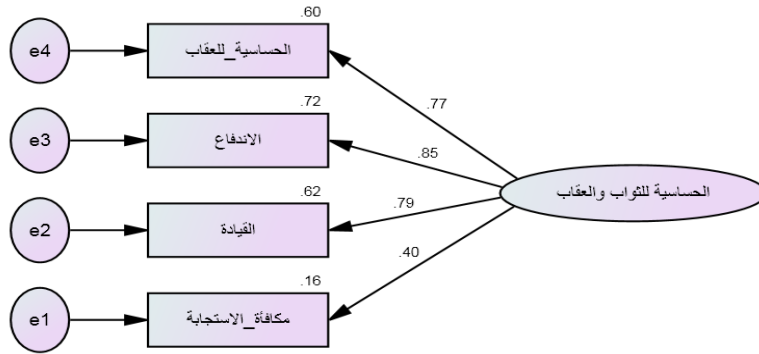 .60
e4
الحساسية_للعقاب
.77
.72
e3
الاندفاع
.85
الحساسية للثواب والعقاب
.62
e2
القيادة
.79
.40
.16
e1
مكافأة_الاستجابة